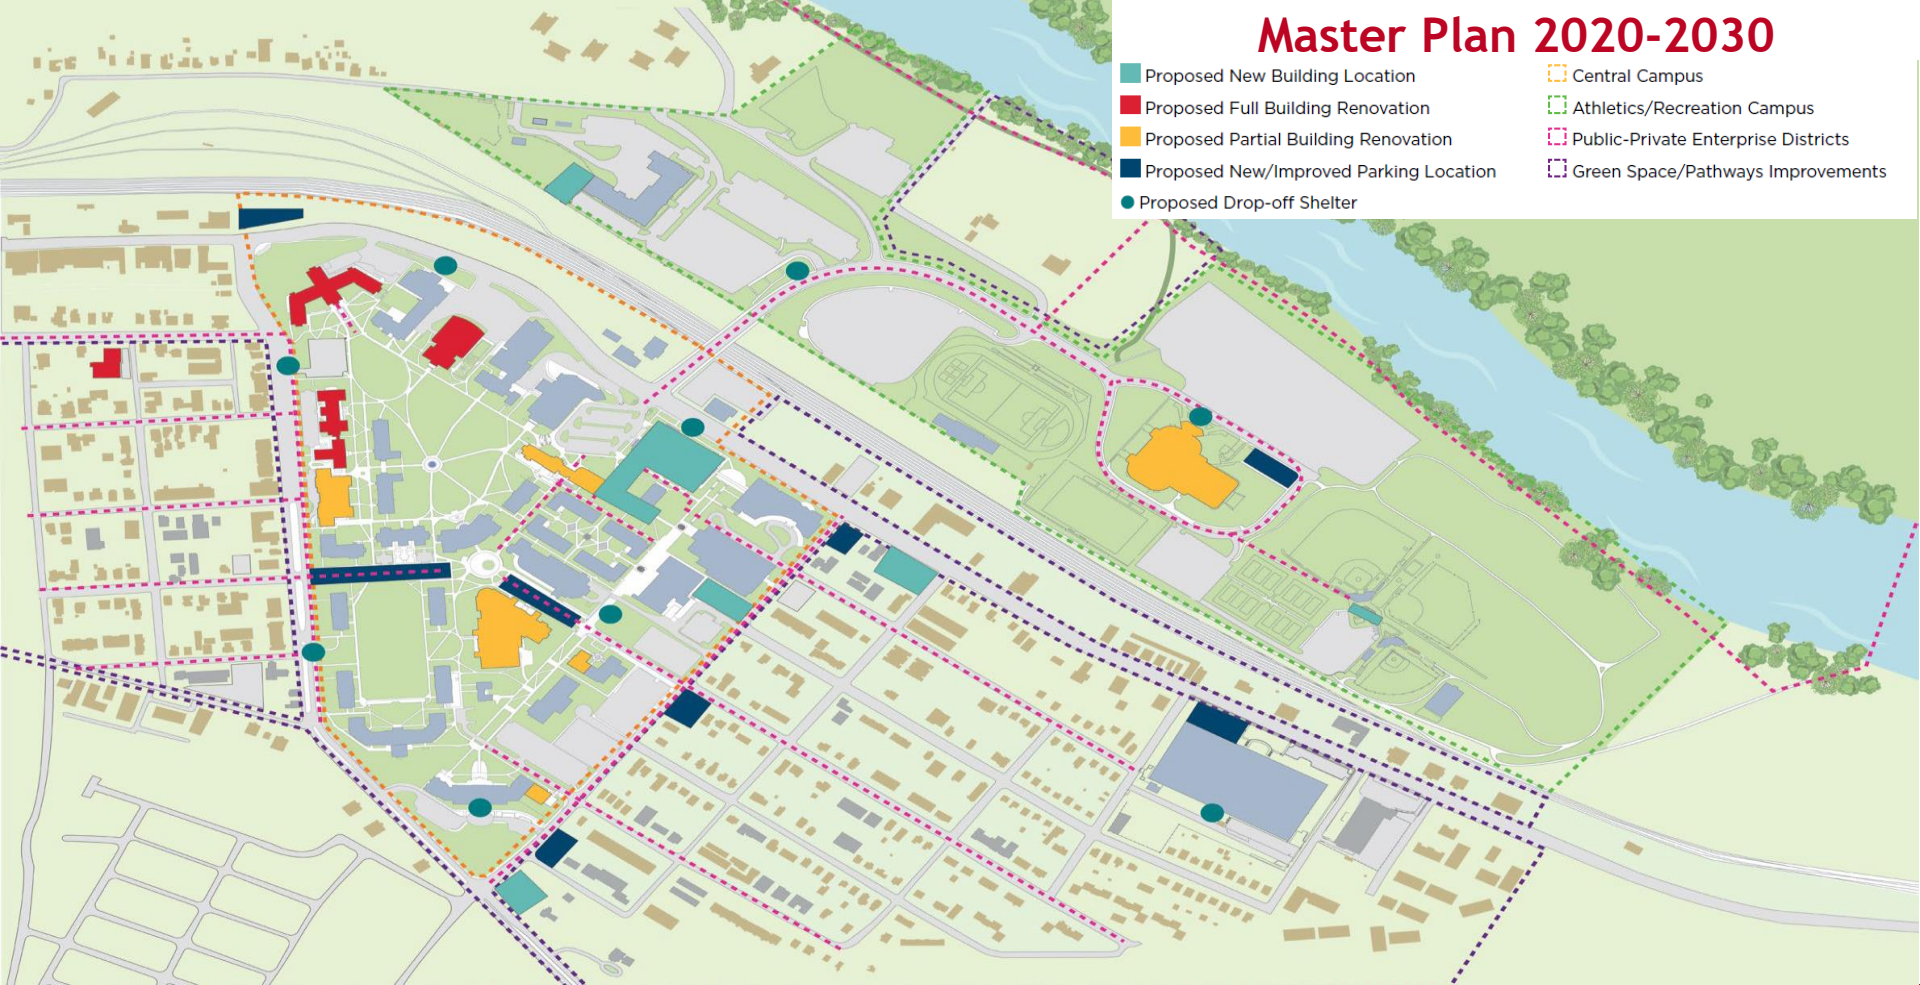 Master Plan 2020-2030
Proposed New Building Location
Proposed Full Building Renovation
Proposed Partial Building Renovation
Proposed New/Improved Parking Location
Proposed Drop-off Shelter
Central Campus
Athletics/Recreation Campus
Public-Private Enterprise Districts
Green Space/Pathways Improvements